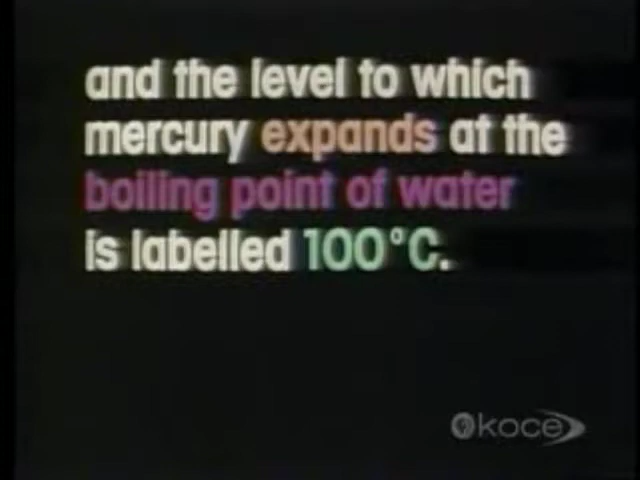 and the level to which
mercury expands at the
boiling point of water
is labelled 100°C.
koce